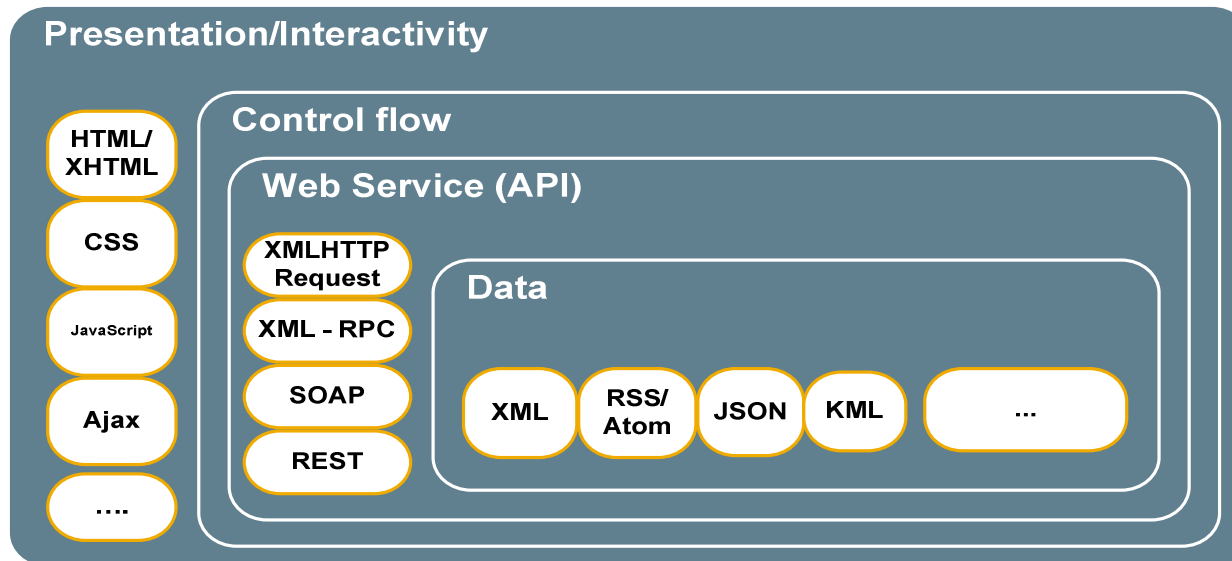 Presentation/Interactivity
Control flow
Web Service (API)
Data
HTML/
XHTML
CSS
JavaScript
Ajax
....
XMLHTTP
Request
XML - RPC
SOAP
REST
XML
RSS/
Atom
JSON
KML
...